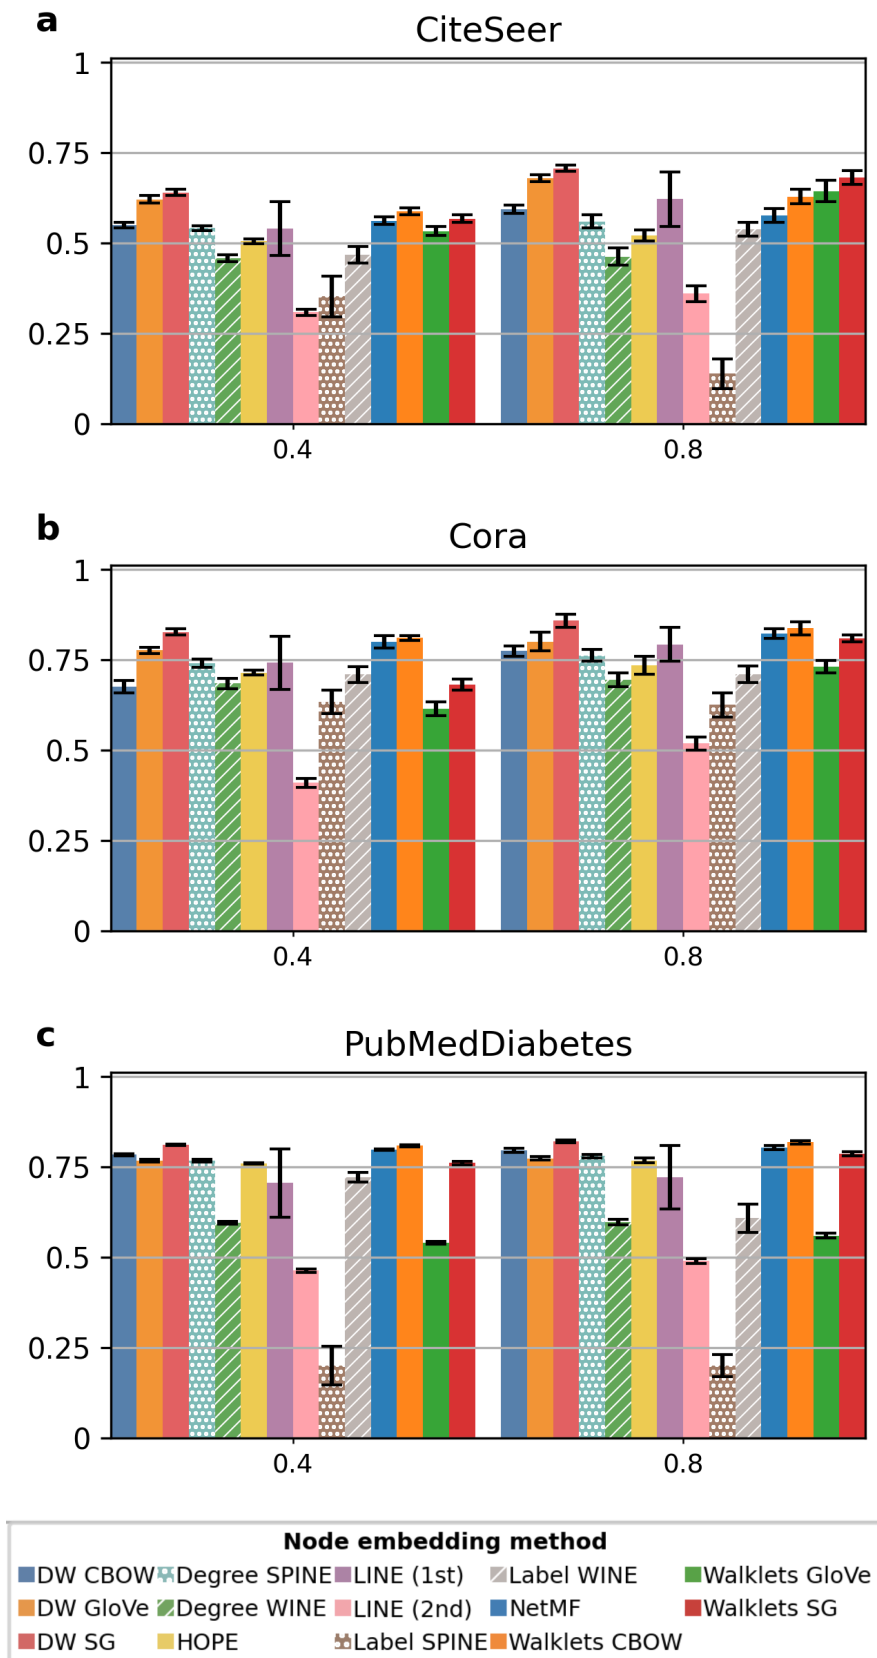 a
CiteSeer
1
0.75
0.5
0.25
0
0.4 0.8
b
Cora
1
0.75
0.5
0.25
0
0.4 0.8
c
PubMedDiabetes
1
0.75
0.5
0.25
0
0.4 0.8
Node embedding method
DW CBOW Degree SPINE LINE (1st) Label WINE Walklets GloVe
DW GloVe Degree WINE LINE (2nd) NetMF Walklets SG
DW SG HOPE Label SPINE Walklets CBOW